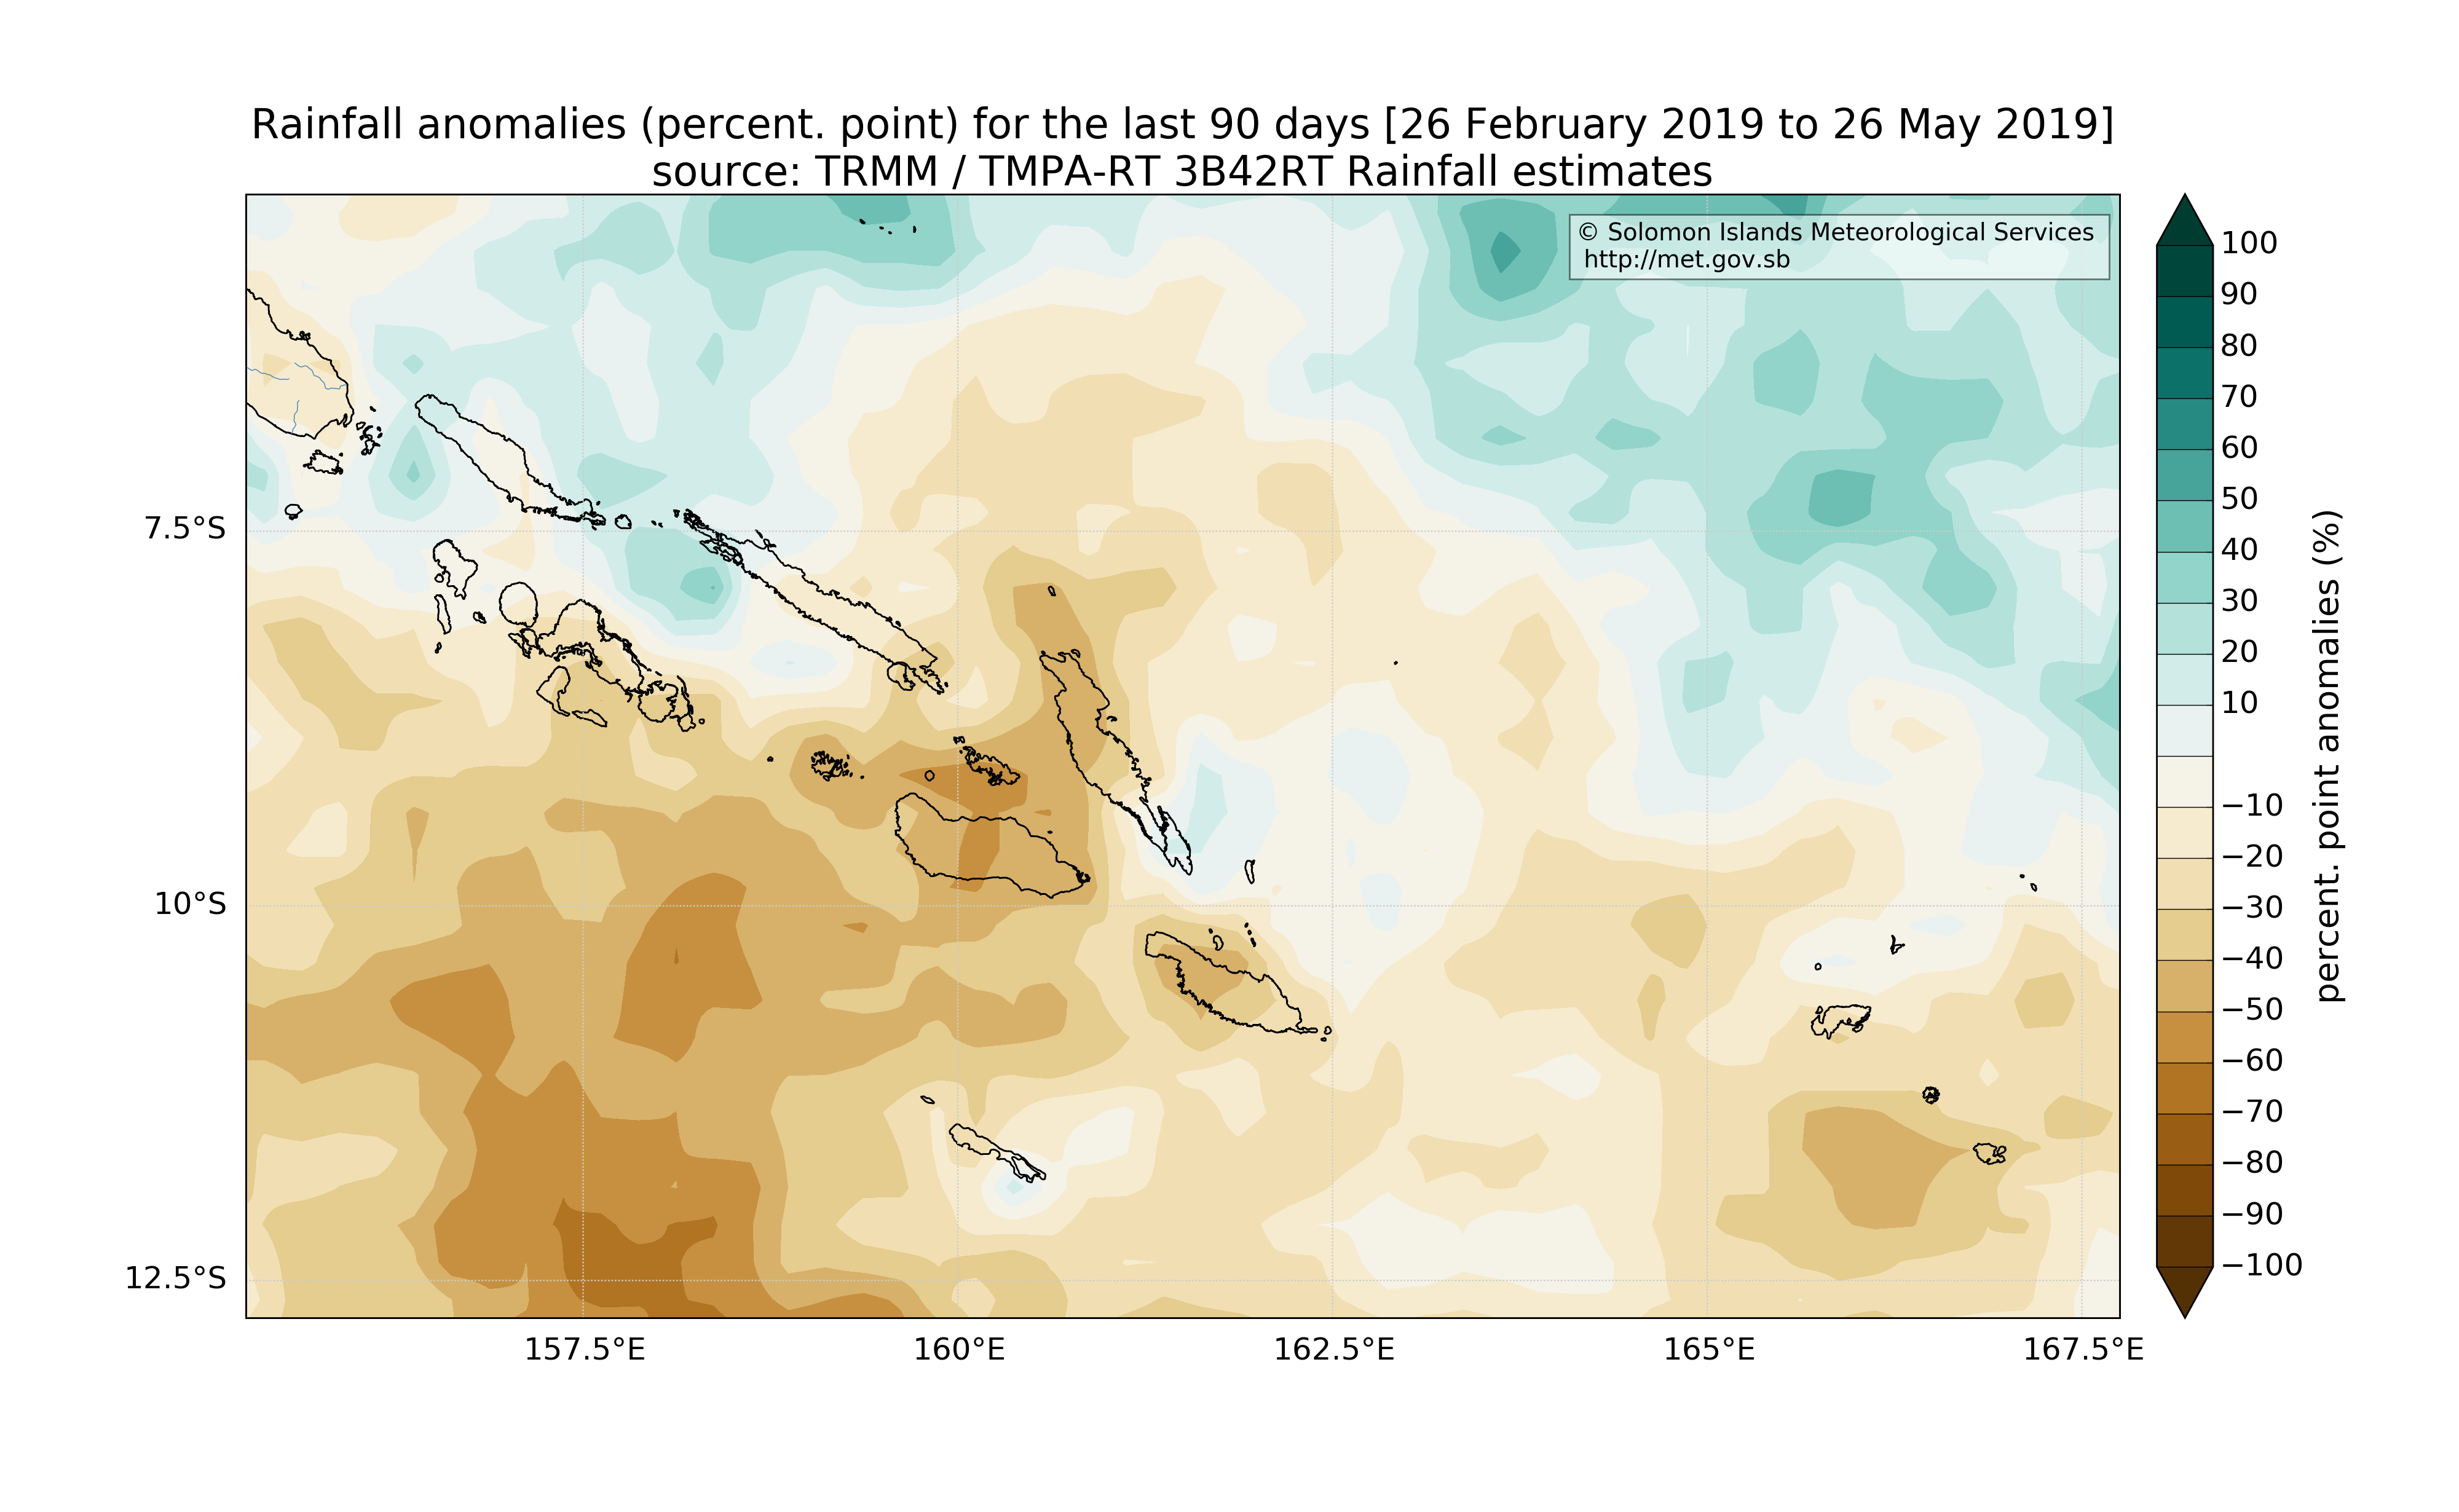 Rainfall anomalies (percent. point) for the last 90 days [26 February 2019 to 26 May 2019]
source: TRMM / TMPA-RT 3B42RT Rainfall estimates
© Solomon Islands Meteorological Services
http://met.gov.sb
7.5°S
10°S
12.5°S
157.5°E
160°E
162.5°E
165°E
167.5°E
100
90
80
70
60
50
40
30
20
10
−10
−20
−30
−40
−50
−60
−70
−80
−90
−100
percent. point anomalies (%)